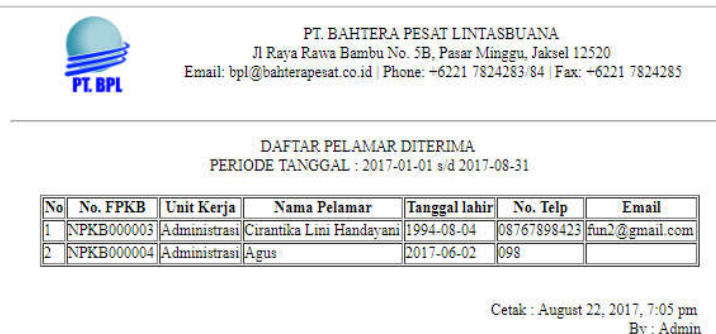 PT. BPL
PT. BAHTERA PESAT LINTASBUANA
Jl Raya Rawa Bambu No. 5B, Pasar Minggu, Jaksel 12520
Email: bpl@bahterapesat.co.id | Phone: +6221 7824283/84 | Fax: +6221 7824285
DAFTAR PELAMAR DITERIMA
PERIODE TANGGAL : 2017-01-01 s/d 2017-08-31
No No. FPKB Unit Kerja Nama Pelamar Tanggal lahir No. Telp Email
1 NPKB000003 Administrasi Cirantika Lini Handayani 1994-08-04 08767898423 fun2@gmail.com
2 NPKB000004 Administrasi Agus 2017-06-02 098
Cetak : August 22, 2017, 7:05 pm
By : Admin